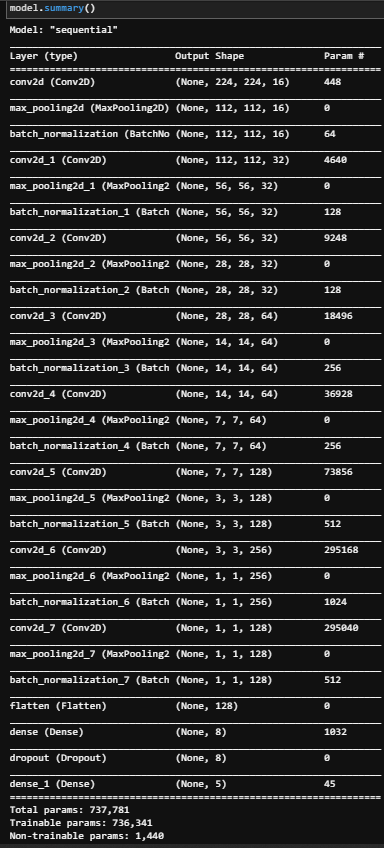 model.summary()
Model: "sequential"
Layer (type) Output Shape Param #
conv2d (Conv2D) (None, 224, 224, 16) 448
max_pooling2d (MaxPooling2D) (None, 112, 112, 16) 0
batch_normalization (BatchNo (None, 112, 112, 16) 64
conv2d_1 (Conv2D) (None, 112, 112, 32) 4640
max_pooling2d_1 (MaxPooling2 (None, 56, 56, 32) 0
batch_normalization_1 (Batch (None, 56, 56, 32) 128
conv2d_2 (Conv2D) (None, 56, 56, 32) 9248
max_pooling2d_2 (MaxPooling2 (None, 28, 28, 32) 0
batch_normalization_2 (Batch (None, 28, 28, 32) 128
conv2d_3 (Conv2D) (None, 28, 28, 64) 18496
max_pooling2d_3 (MaxPooling2 (None, 14, 14, 64) 0
batch_normalization_3 (Batch (None, 14, 14, 64) 256
conv2d_4 (Conv2D) (None, 14, 14, 64) 36928
max_pooling2d_4 (MaxPooling2 (None, 7, 7, 64) 0
batch_normalization_4 (Batch (None, 7, 7, 64) 256
conv2d_5 (Conv2D) (None, 7, 7, 128) 73856
max_pooling2d_5 (MaxPooling2 (None, 3, 3, 128) 0
batch_normalization_5 (Batch (None, 3, 3, 128) 512
conv2d_6 (Conv2D) (None, 3, 3, 256) 295168
max_pooling2d_6 (MaxPooling2 (None, 1, 1, 256) 0
batch_normalization_6 (Batch (None, 1, 1, 256) 1024
conv2d_7 (Conv2D) (None, 1, 1, 128) 295040
max_pooling2d_7 (MaxPooling2 (None, 1, 1, 128) 0
batch_normalization_7 (Batch (None, 1, 1, 128) 512
flatten (Flatten) (None, 128) 0
dense (Dense) (None, 8) 1032
dropout (Dropout) (None, 8) 0
dense_1 (Dense) (None, 5) 45
Total params: 737,781
Trainable params: 736,341
Non-trainable params: 1,440